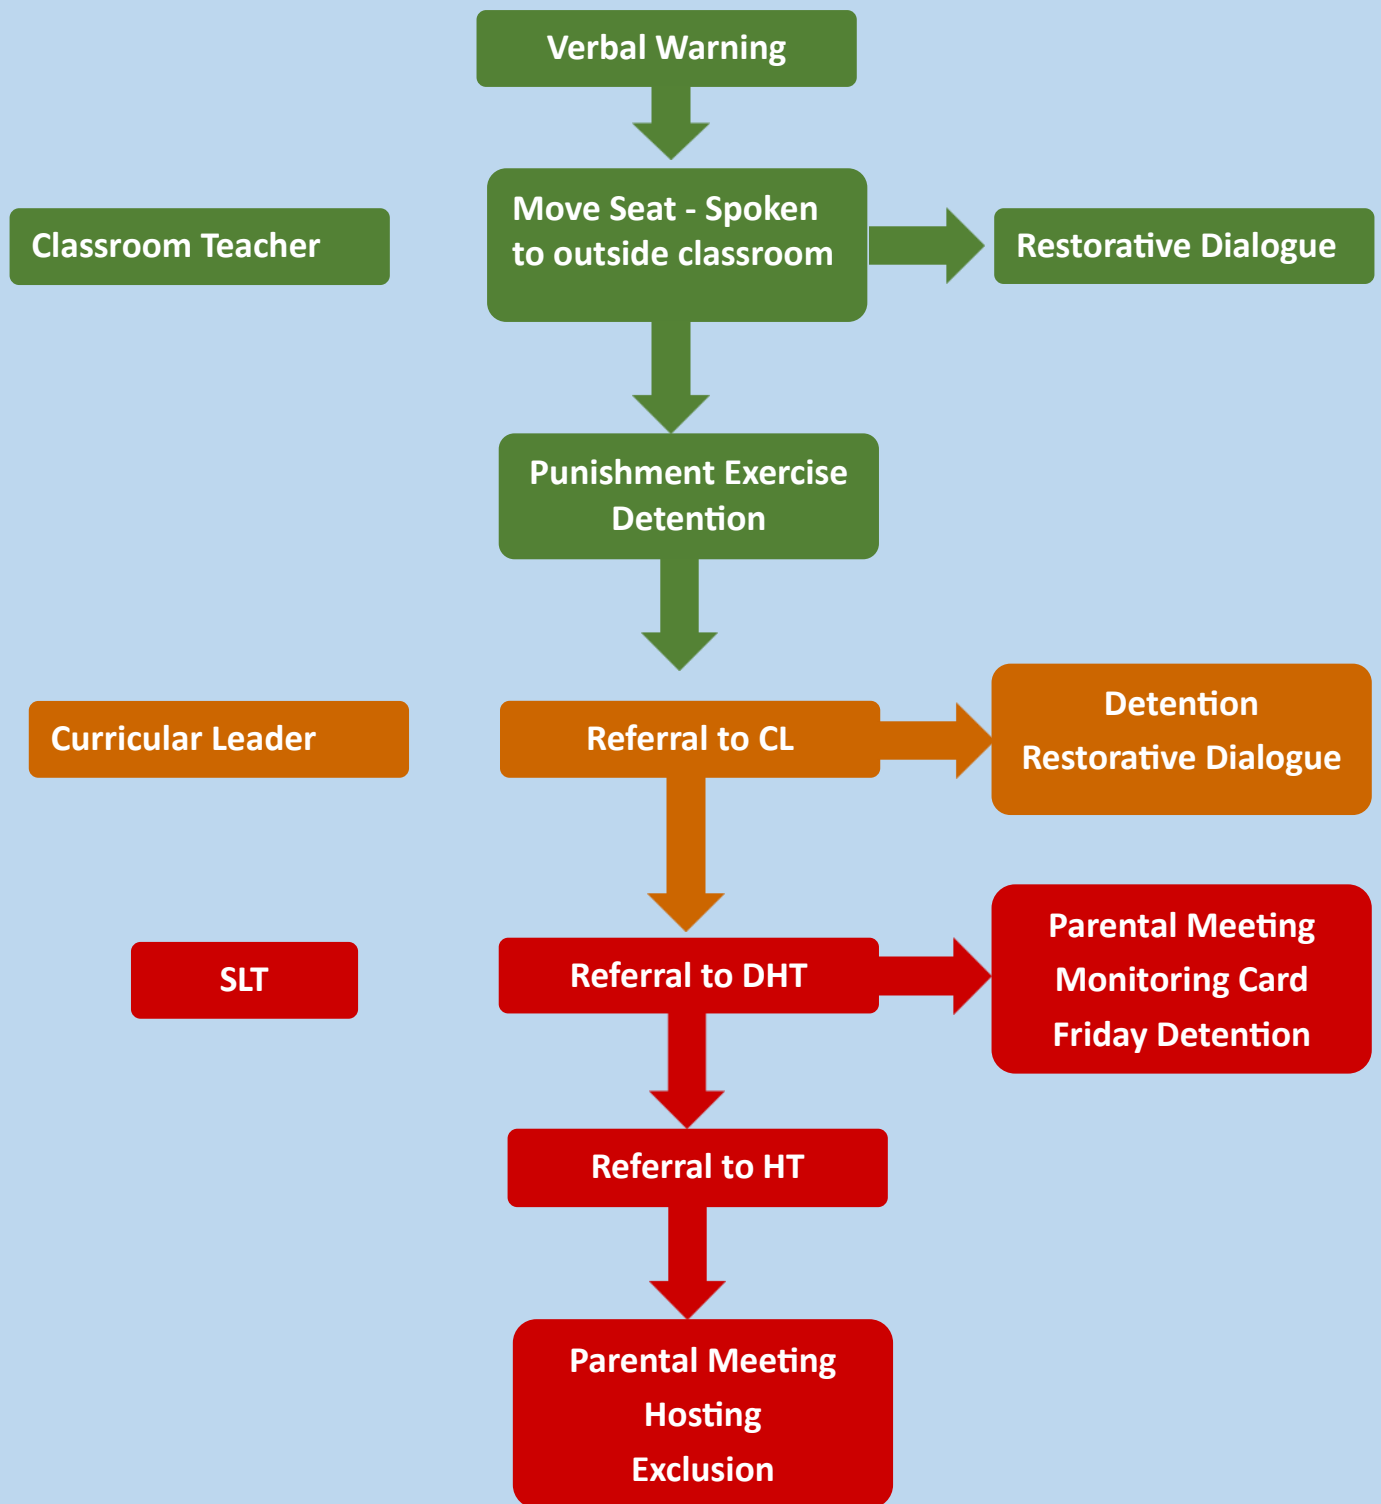 Verbal Warning
Classroom Teacher
Move Seat - Spoken
to outside classroom
Restorative Dialogue
Punishment Exercise
Detention
Curricular Leader
Referral to CL
Detention
Restorative Dialogue
SLT
Referral to DHT
Parental Meeting
Monitoring Card
Friday Detention
Referral to HT
Parental Meeting
Hosting
Exclusion